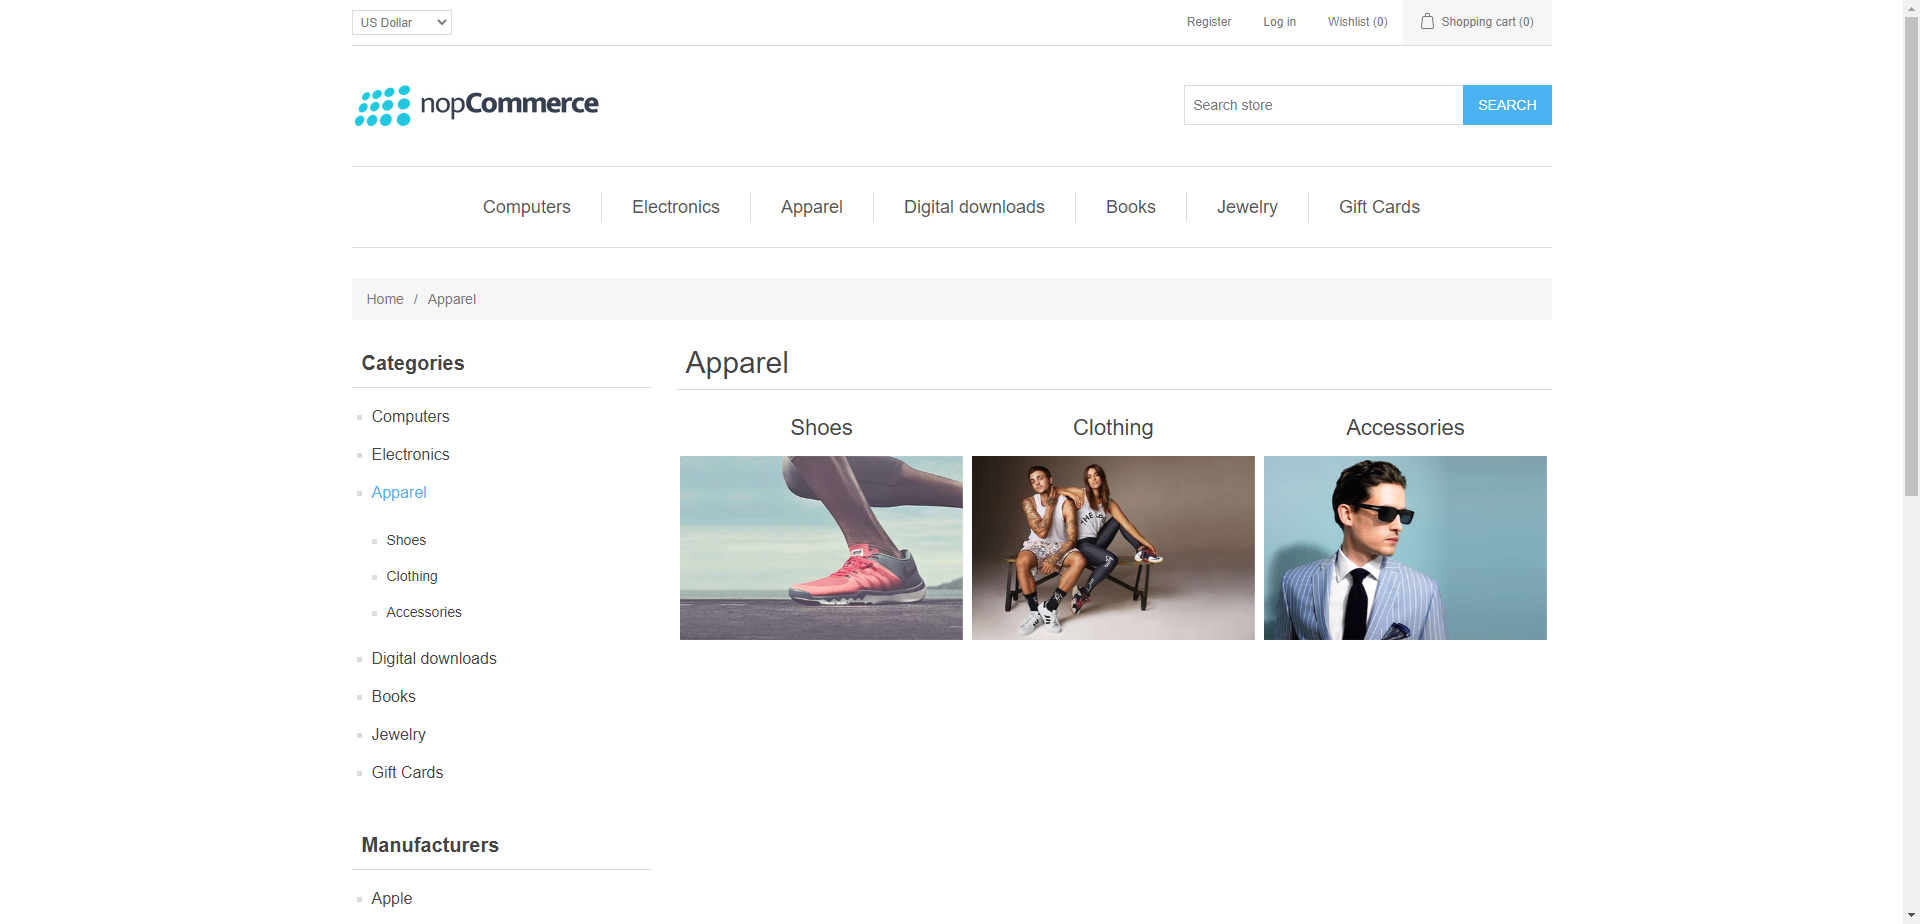 US Dollar
Register
Log in
Wishlist (0)
Shopping cart (0)
nopCommerce
Search store
SEARCH
Computers
Electronics
Apparel
Digital downloads
Books
Jewelry
Gift Cards
Home / Apparel
Categories
Computers
Electronics
Apparel
Shoes
Clothing
Accessories
Digital downloads
Books
Jewelry
Gift Cards
Manufacturers
Apple
Apparel
Shoes
Clothing
Accessories